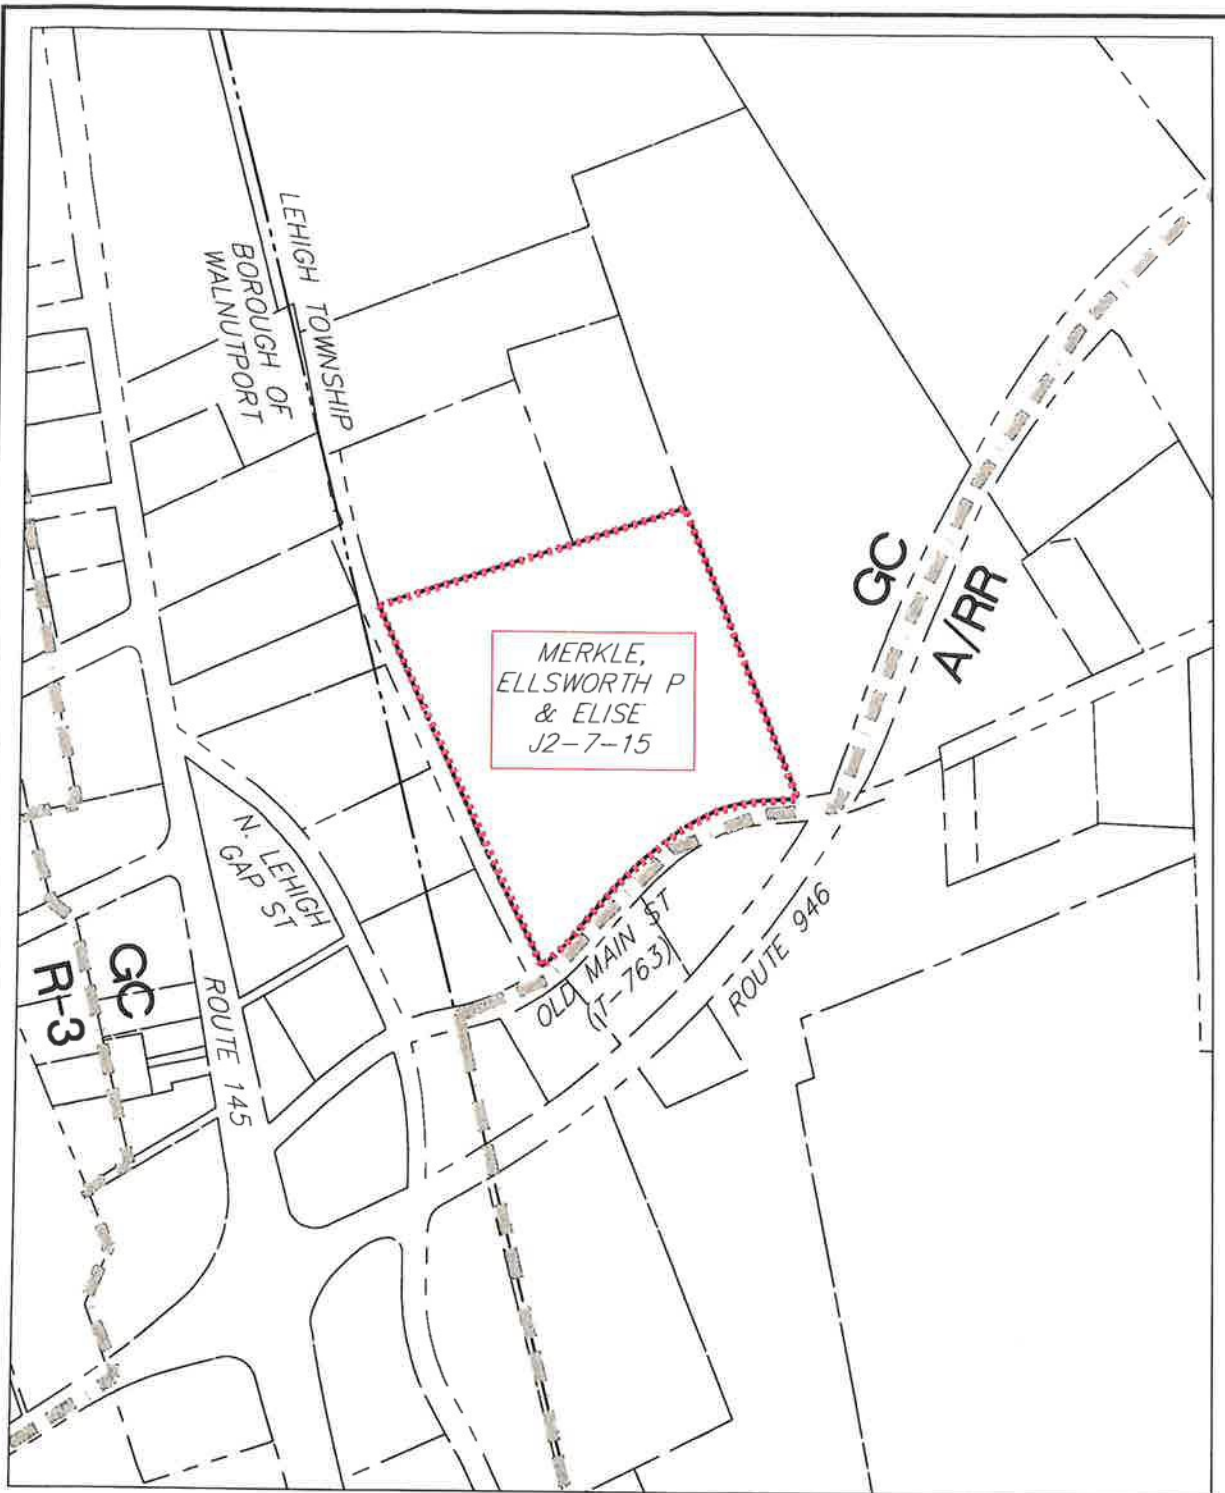 LEHIGH TOWNSHIP
BOROUGH OF
WALNUTPORT
GC
A/RR
MERKLE,
ELLSWORTH P
& ELISE
J2-7-15
N. LEHIGH
GAP ST
OLD MAIN ST
(T-763)
ROUTE 946
GC
R-3
ROUTE 145